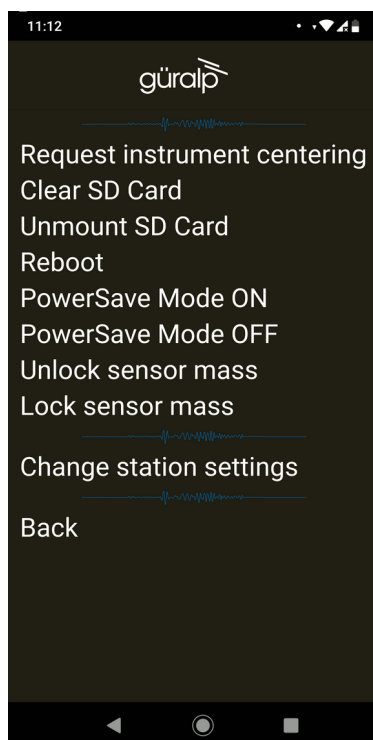 11:12
güralp
Request instrument centering
Clear SD Card
Unmount SD Card
Reboot
PowerSave Mode ON
PowerSave Mode OFF
Unlock sensor mass
Lock sensor mass
Change station settings
Back